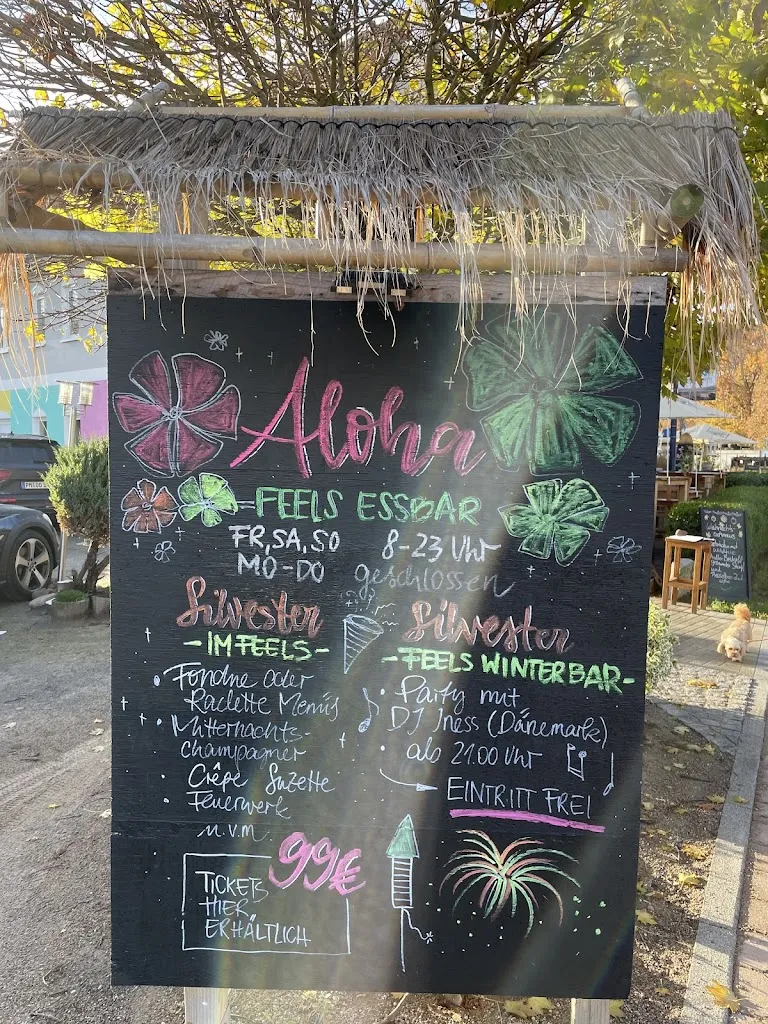 Aloha
FEELS ESSBAR
FR, SA, SO 8-23 Uhr
MO-DO geschlossen
Silvester
-IM FEELS-
Fondue oder
Raclette Menüs
Mitternachts-
champagner
Crêpe Suzette
Feuerwerk
u.v.m
99€
TICKETS
HIER
ERHÄLTLICH
Silvester
-FEELS WINTERBAR-
Party mit
DJ Iness (Dänemark)
ab 21.00 Uhr
EINTRITT FREI